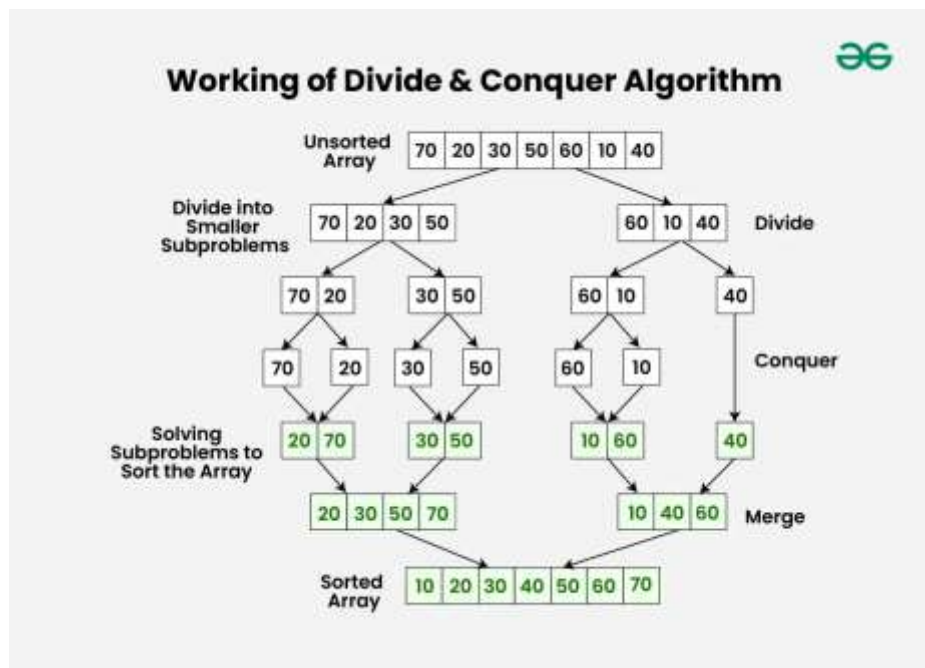 Working of Divide & Conquer Algorithm
Unsorted
Array
70 20 30 50 60 10 40
Divide into
Smaller
Subproblems
70 20 30 50
60 10 40
Divide
70 20
30 50
60 10
40
70
20
30
50
60
10
Conquer
Solving
Subproblems to
Sort the Array
20 70
30 50
10 60
40
20 30 50 70
10 40 60
Merge
Sorted
Array
10 20 30 40 50 60 70